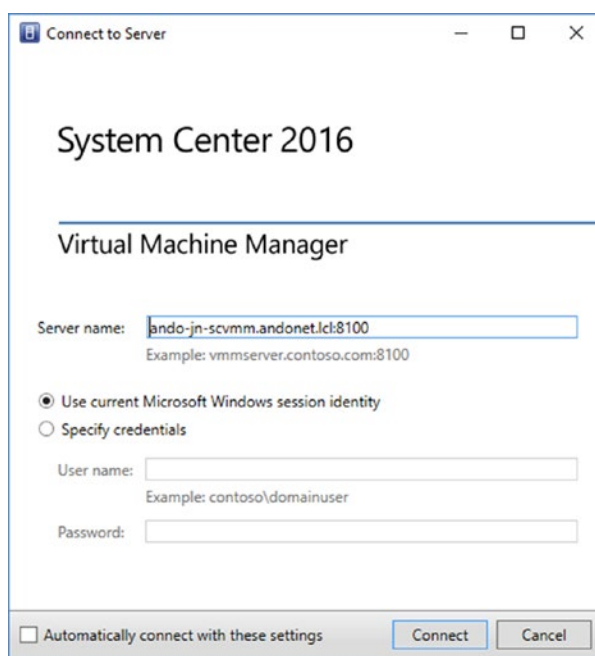 Connect to Server
System Center 2016
Virtual Machine Manager
Server name: ando-jn-scvmm.andonet.lcl:8100
Example: vmmserver.contoso.com:8100
Use current Microsoft Windows session identity
Specify credentials
User name:
Example: contoso\domainuser
Password:
Automatically connect with these settings Connect Cancel